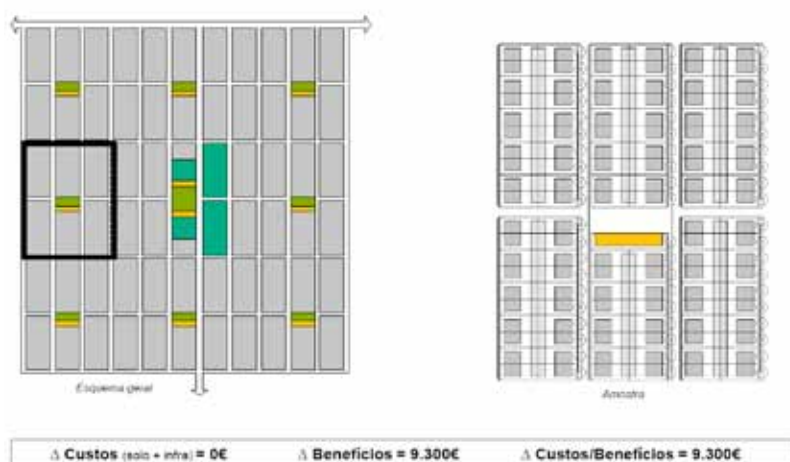 Esquema geral
Amostra
Δ Custos (solo + infra) = 0€ Δ Benefícios = 9.300€ Δ Custos/Benefícios = 9.300€